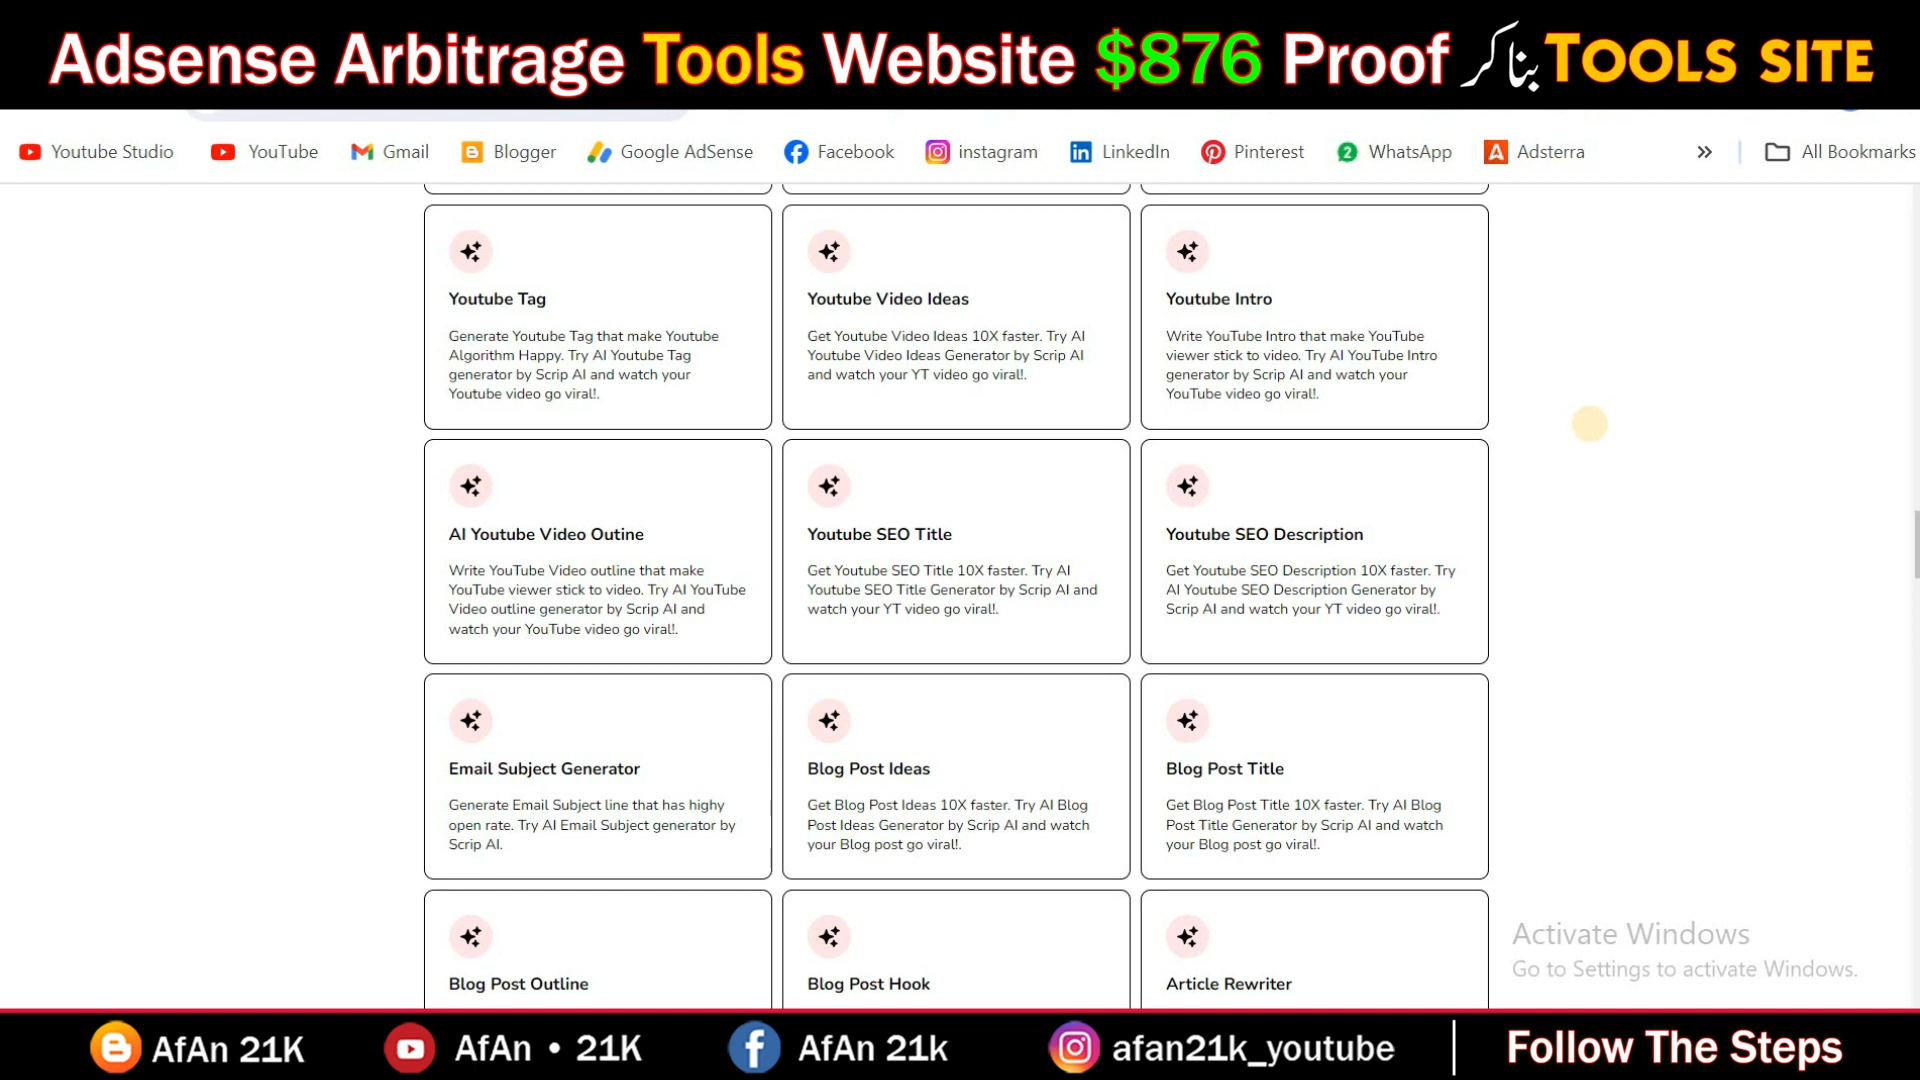 Adsense Arbitrage Tools Website $876 Proof بنا کر TOOLS SITE
Youtube Studio YouTube Gmail Blogger Google AdSense Facebook instagram LinkedIn Pinterest 2 WhatsApp Adsterra » All Bookmarks
Youtube Tag
Generate Youtube Tag that make Youtube
Algorithm Happy. Try AI Youtube Tag
generator by Scrip AI and watch your
Youtube video go viral!.
Youtube Video Ideas
Get Youtube Video Ideas 10X faster. Try AI
Youtube Video Ideas Generator by Scrip AI
and watch your YT video go viral!.
Youtube Intro
Write YouTube Intro that make YouTube
viewer stick to video. Try AI YouTube Intro
generator by Scrip AI and watch your
YouTube video go viral!.
AI Youtube Video Outine
Write YouTube Video outline that make
YouTube viewer stick to video. Try AI YouTube
Video outline generator by Scrip AI and
watch your YouTube video go viral!.
Youtube SEO Title
Get Youtube SEO Title 10X faster. Try AI
Youtube SEO Title Generator by Scrip AI and
watch your YT video go viral!.
Youtube SEO Description
Get Youtube SEO Description 10X faster. Try
AI Youtube SEO Description Generator by
Scrip AI and watch your YT video go viral!.
Email Subject Generator
Generate Email Subject line that has highy
open rate. Try AI Email Subject generator by
Scrip AI.
Blog Post Ideas
Get Blog Post Ideas 10X faster. Try AI Blog
Post Ideas Generator by Scrip AI and watch
your Blog post go viral!.
Blog Post Title
Get Blog Post Title 10X faster. Try AI Blog
Post Title Generator by Scrip AI and watch
your Blog post go viral!.
Blog Post Outline
Blog Post Hook
Article Rewriter
Activate Windows
Go to Settings to activate Windows.
AfAn 21K AfAn • 21K AfAn 21k afan21k_youtube Follow The Steps